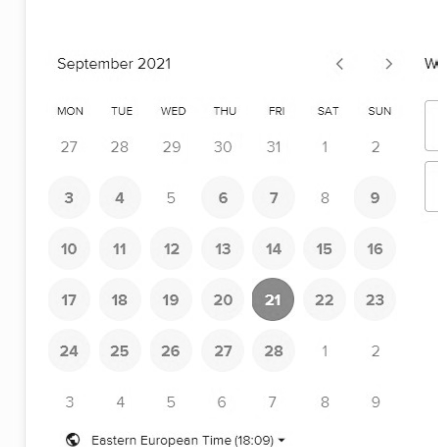 September 2021
MON TUE WED THU FRI SAT SUN
27 28 29 30 31 1 2
3 4 5 6 7 8 9
10 11 12 13 14 15 16
17 18 19 20 21 22 23
24 25 26 27 28 1 2
3 4 5 6 7 8 9
Eastern European Time (18:09)